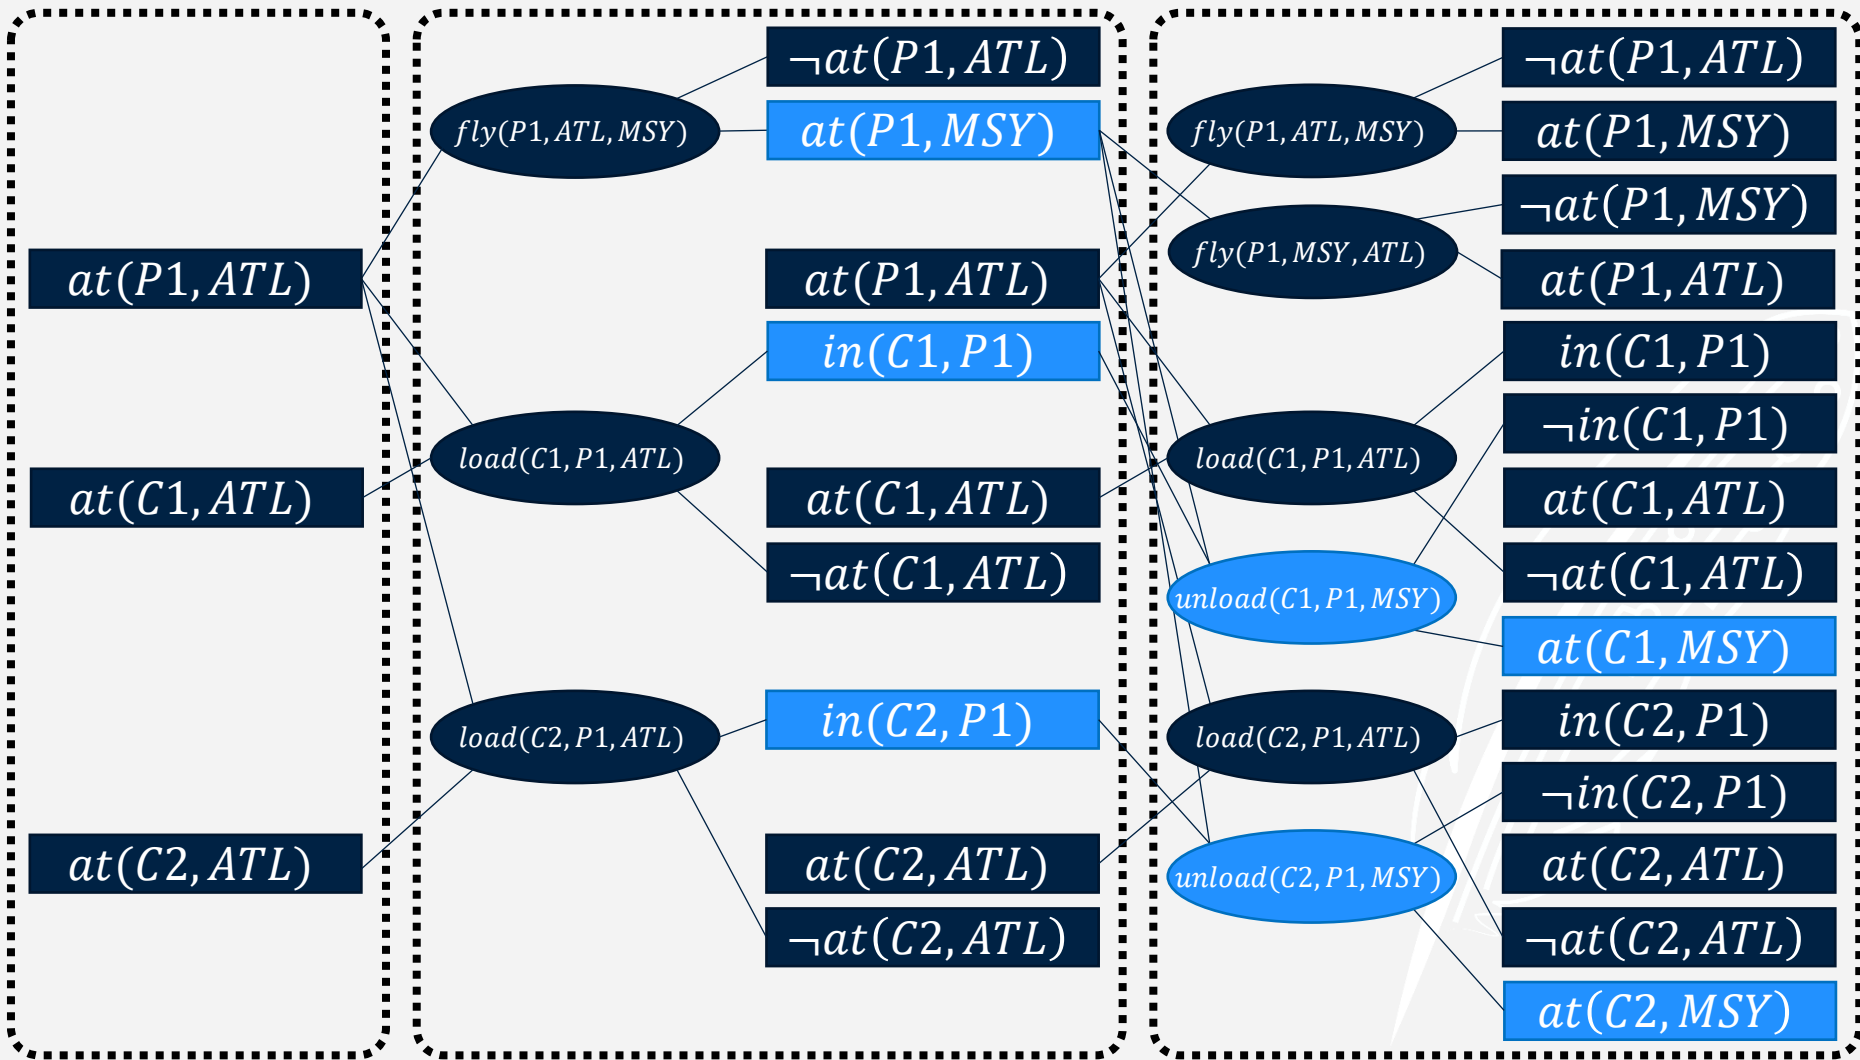 at(P1, ATL)
at(C1, ATL)
at(C2, ATL)
fly(P1, ATL, MSY)
load(C1, P1, ATL)
load(C2, P1, ATL)
¬at(P1, ATL)
at(P1, MSY)
at(P1, ATL)
in(C1, P1)
at(C1, ATL)
¬at(C1, ATL)
in(C2, P1)
at(C2, ATL)
¬at(C2, ATL)
fly(P1, ATL, MSY)
fly(P1, MSY, ATL)
load(C1, P1, ATL)
unload(C1, P1, MSY)
load(C2, P1, ATL)
unload(C2, P1, MSY)
¬at(P1, ATL)
at(P1, MSY)
¬at(P1, MSY)
at(P1, ATL)
in(C1, P1)
¬in(C1, P1)
at(C1, ATL)
¬at(C1, ATL)
at(C1, MSY)
in(C2, P1)
¬in(C2, P1)
at(C2, ATL)
¬at(C2, ATL)
at(C2, MSY)